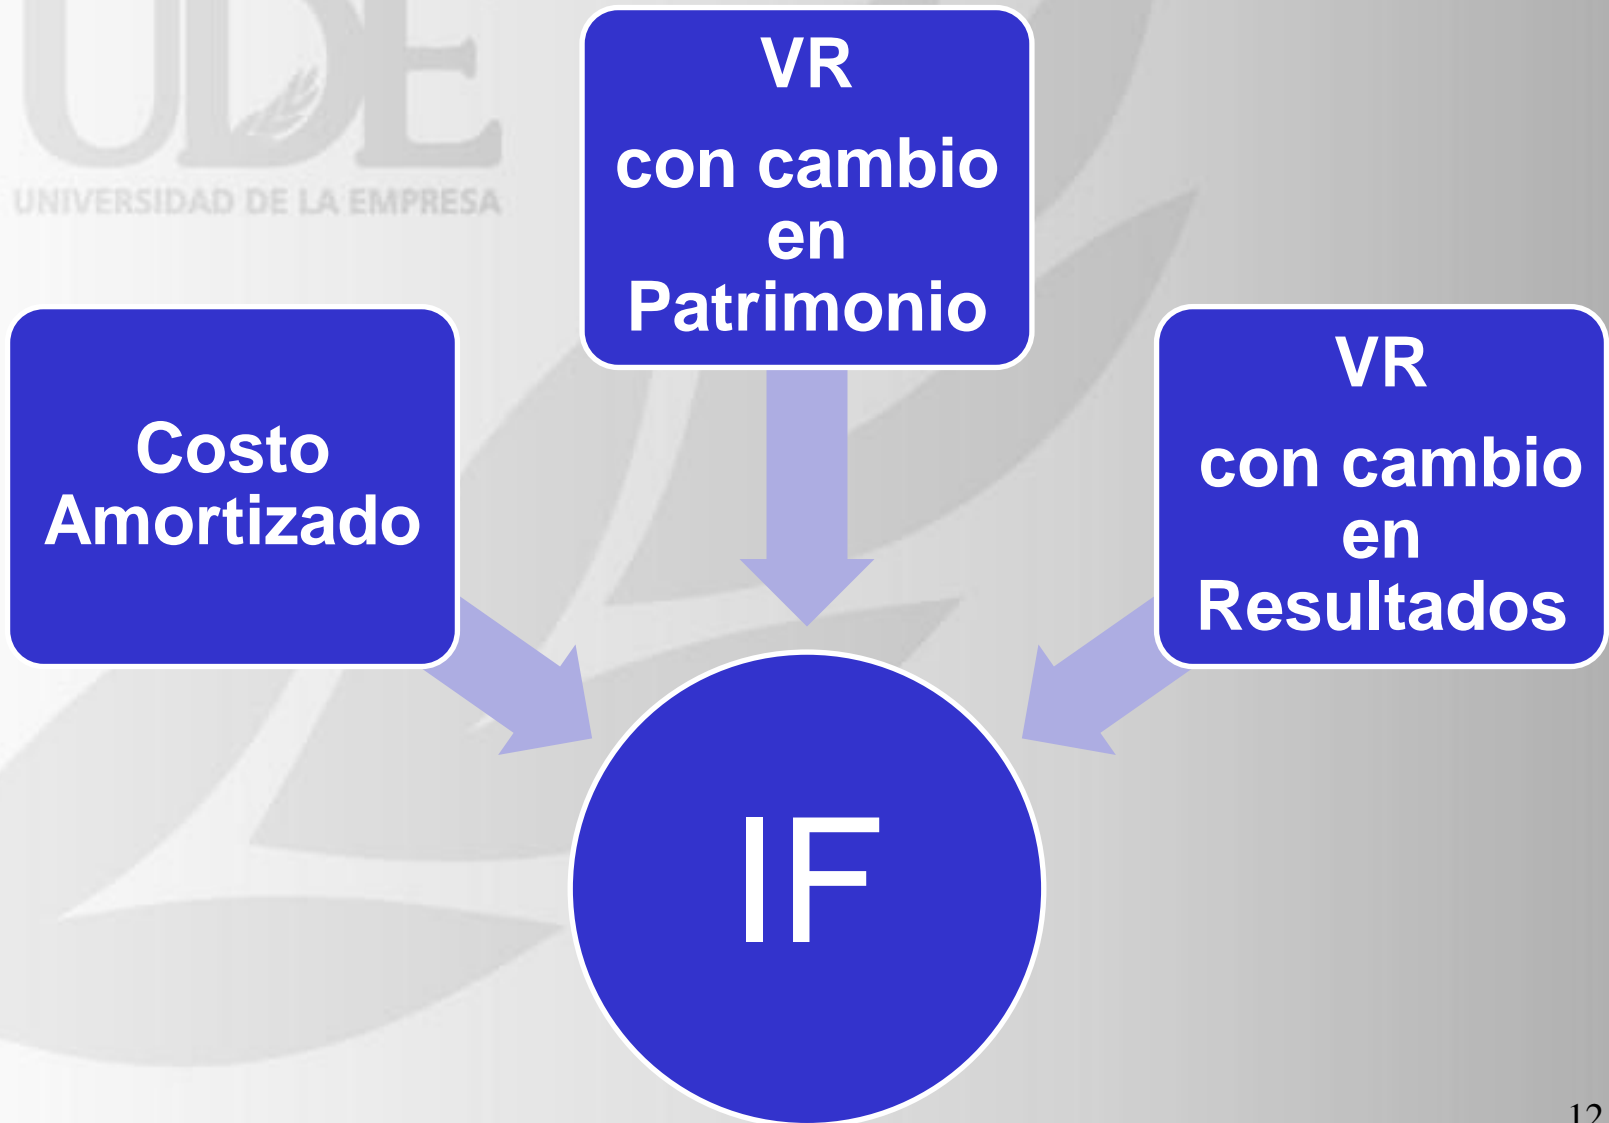 UDE
UNIVERSIDAD DE LA EMPRESA
VR
con cambio
en
Patrimonio
Costo
Amortizado
VR
con cambio
en
Resultados
IF
12